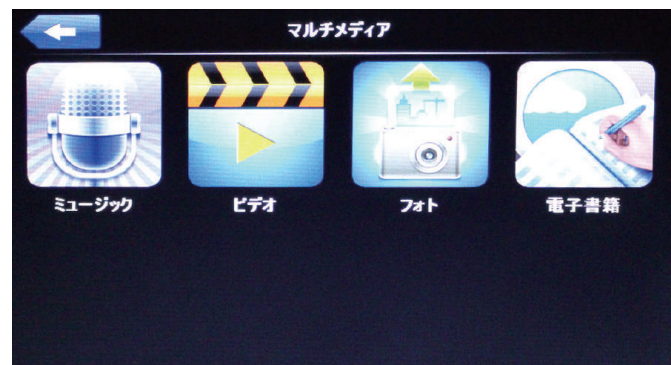 マルチメディア
ミュージック
ビデオ
フォト
電子書籍